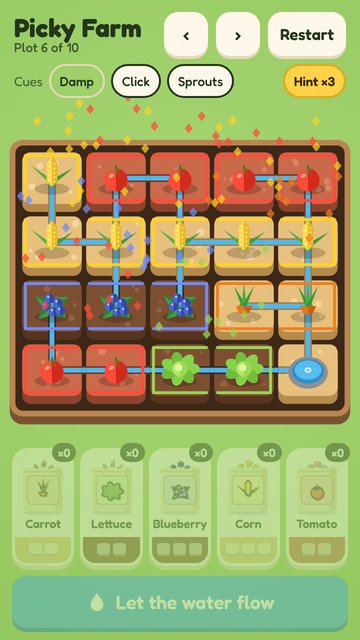 Picky Farm
Plot 6 of 10
‹ › Restart
Cues Damp Click Sprouts Hint ×3
×0 ×0 ×0 ×0 ×0
Carrot Lettuce Blueberry Corn Tomato
Let the water flow